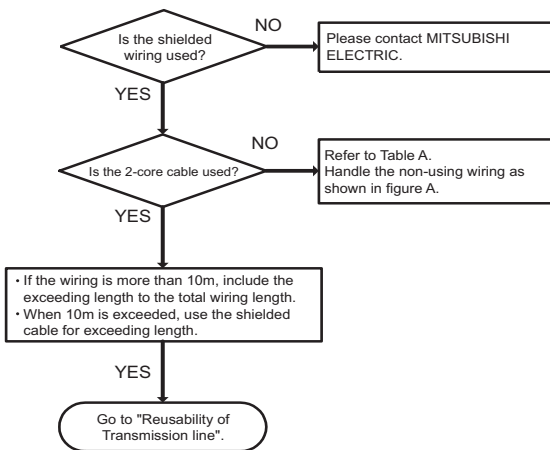 Is the shielded
wiring used?
NO
Please contact MITSUBISHI
ELECTRIC.
YES
Is the 2-core cable used?
NO
Refer to Table A.
Handle the non-using wiring as
shown in figure A.
YES
・If the wiring is more than 10m, include the
exceeding length to the total wiring length.
・When 10m is exceeded, use the shielded
cable for exceeding length.
YES
Go to "Reusability of
Transmission line".